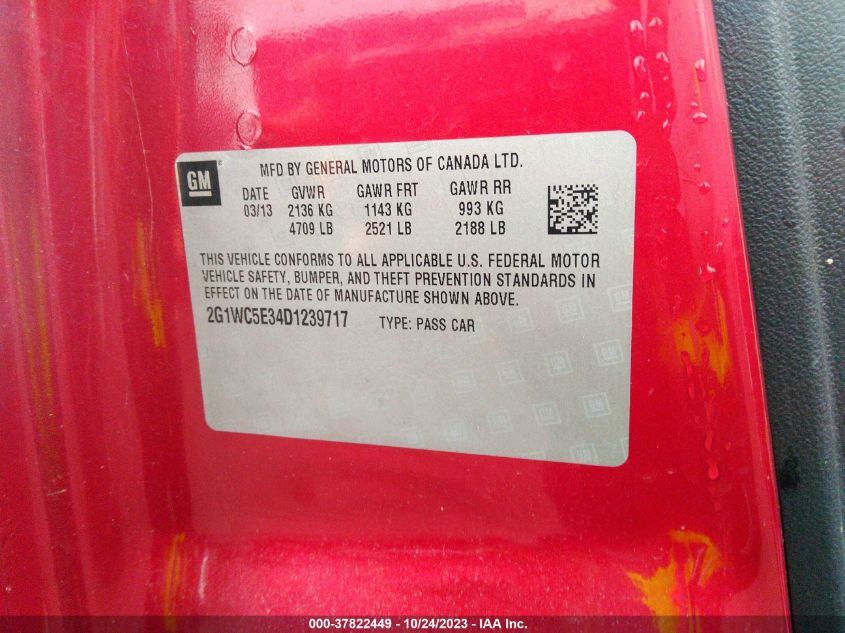 GM
MFD BY GENERAL MOTORS OF CANADA LTD.
DATE GVWR GAWR FRT GAWR RR
03/13 2136 KG 1143 KG 993 KG
4709 LB 2521 LB 2188 LB
THIS VEHICLE CONFORMS TO ALL APPLICABLE U.S. FEDERAL MOTOR
VEHICLE SAFETY, BUMPER, AND THEFT PREVENTION STANDARDS IN
EFFECT ON THE DATE OF MANUFACTURE SHOWN ABOVE.
2G1WC5E34D1239717 TYPE: PASS CAR
000-37822449 - 10/24/2023 - IAA Inc.